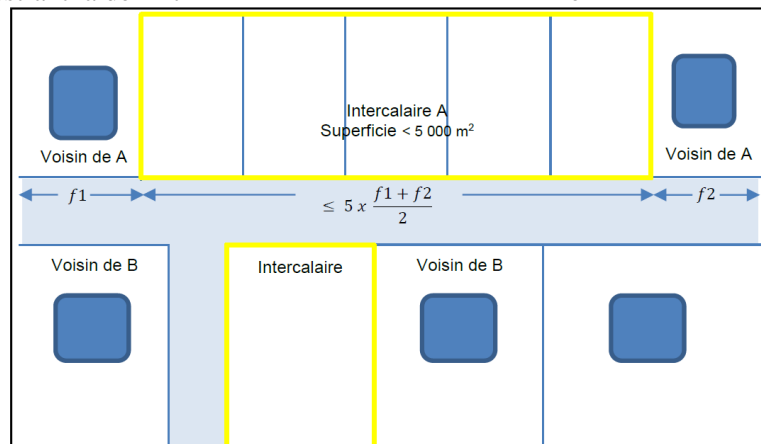 Intercalaire A
Superficie < 5 000 m²
Voisin de A
Voisin de A
f1
≤ 5 x (f1 + f2)/2
f2
Voisin de B
Intercalaire
Voisin de B